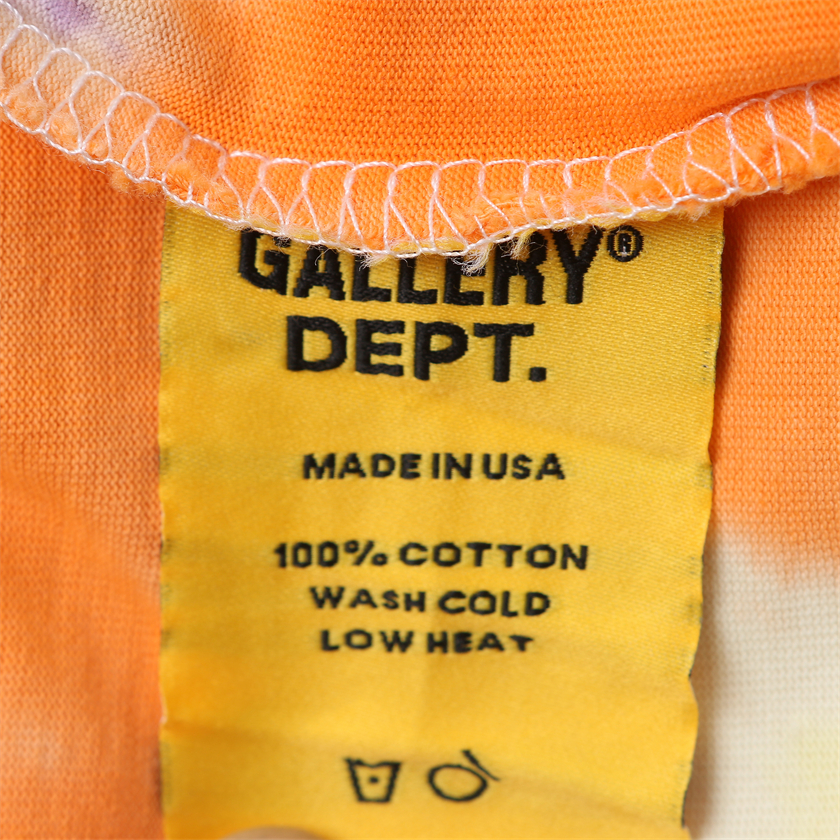 GALLERY®
DEPT.
MADE IN USA
100% COTTON
WASH COLD
LOW HEAT